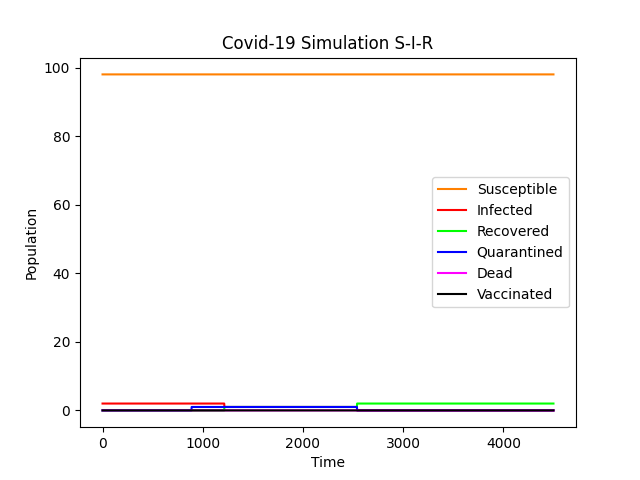 Covid-19 Simulation S-I-R
100
80
60
40
20
0
Population
Susceptible
Infected
Recovered
Quarantined
Dead
Vaccinated
0 1000 2000 3000 4000
Time